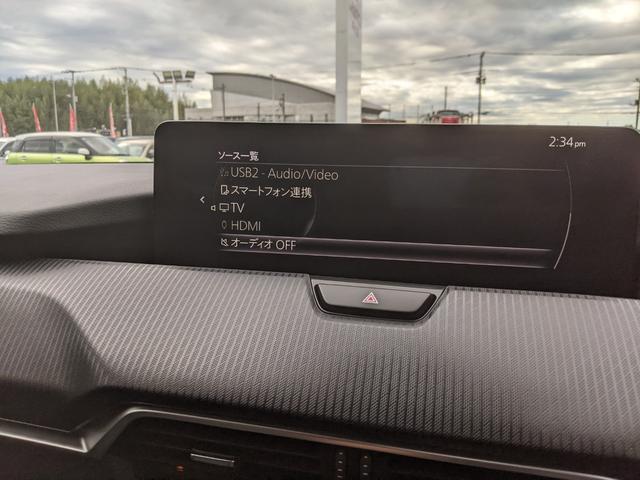 2:34pm
ソース一覧
USB2 - Audio/Video
スマートフォン連携
TV
HDMI
オーディオ OFF